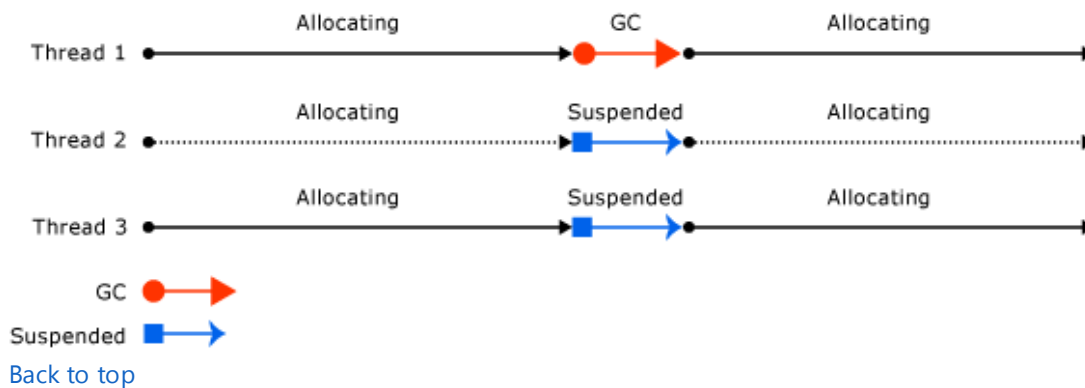 Allocating GC Allocating
Thread 1
Allocating Suspended Allocating
Thread 2
Allocating Suspended Allocating
Thread 3
GC
Suspended
Back to top